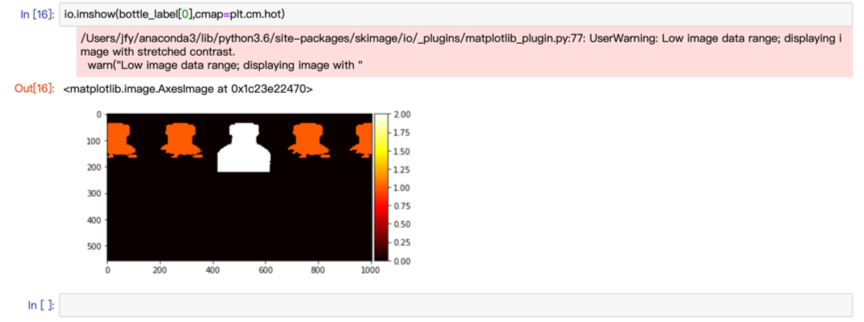 In [16]: io.imshow(bottle_label[0],cmap=plt.cm.hot)
/Users/jfy/anaconda3/lib/python3.6/site-packages/skimage/io/_plugins/matplotlib_plugin.py:77: UserWarning: Low image data range; displaying i
mage with stretched contrast.
warn("Low image data range; displaying image with "
Out[16]: <matplotlib.image.AxesImage at 0x1c23e22470>
0
100
200
300
400
500
0 200 400 600 800 1000
2.00
1.75
1.50
1.25
1.00
0.75
0.50
0.25
0.00
In [ ]: